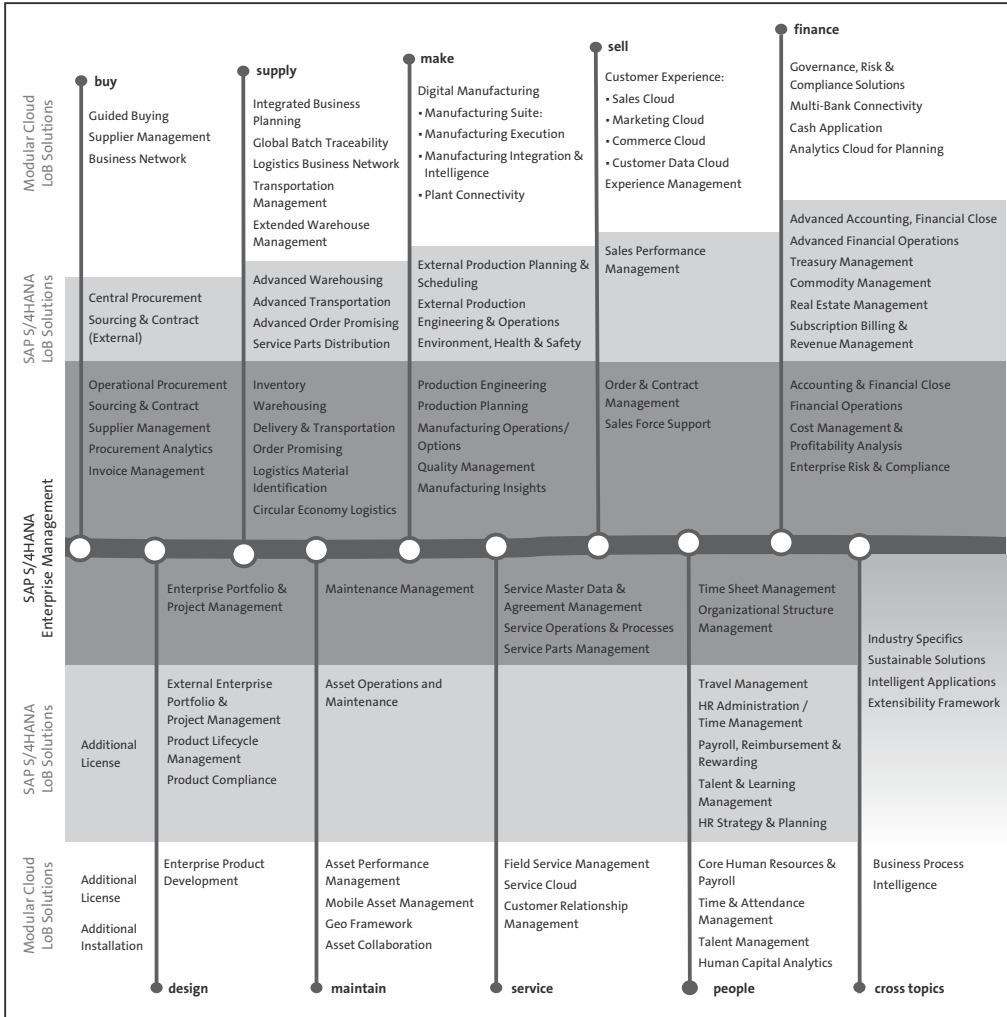 Modular Cloud
LoB Solutions
buy
Guided Buying
Supplier Management
Business Network
supply
Integrated Business
Planning
Global Batch Traceability
Logistics Business Network
Transportation
Management
Extended Warehouse
Management
make
Digital Manufacturing
▪ Manufacturing Suite:
▪ Manufacturing Execution
▪ Manufacturing Integration &
Intelligence
▪ Plant Connectivity
sell
Customer Experience:
▪ Sales Cloud
▪ Marketing Cloud
▪ Commerce Cloud
▪ Customer Data Cloud
Experience Management
finance
Governance, Risk &
Compliance Solutions
Multi-Bank Connectivity
Cash Application
Analytics Cloud for Planning
SAP S/4HANA
LoB Solutions
Central Procurement
Sourcing & Contract
(External)
Advanced Warehousing
Advanced Transportation
Advanced Order Promising
Service Parts Distribution
External Production Planning &
Scheduling
External Production
Engineering & Operations
Environment, Health & Safety
Sales Performance
Management
Advanced Accounting, Financial Close
Advanced Financial Operations
Treasury Management
Commodity Management
Real Estate Management
Subscription Billing &
Revenue Management
SAP S/4HANA
Enterprise Management
Operational Procurement
Sourcing & Contract
Supplier Management
Procurement Analytics
Invoice Management
Inventory
Warehousing
Delivery & Transportation
Order Promising
Logistics Material
Identification
Circular Economy Logistics
Production Engineering
Production Planning
Manufacturing Operations/
Options
Quality Management
Manufacturing Insights
Order & Contract
Management
Sales Force Support
Accounting & Financial Close
Financial Operations
Cost Management &
Profitability Analysis
Enterprise Risk & Compliance
Enterprise Portfolio &
Project Management
Maintenance Management
Service Master Data &
Agreement Management
Service Operations & Processes
Service Parts Management
Time Sheet Management
Organizational Structure
Management
Industry Specifics
Sustainable Solutions
Intelligent Applications
Extensibility Framework
SAP S/4HANA
LoB Solutions
Additional
License
External Enterprise
Portfolio &
Project Management
Product Lifecycle
Management
Product Compliance
Asset Operations and
Maintenance
Travel Management
HR Administration /
Time Management
Payroll, Reimbursement &
Rewarding
Talent & Learning
Management
HR Strategy & Planning
Modular Cloud
LoB Solutions
Additional
License
Additional
Installation
Enterprise Product
Development
Asset Performance
Management
Mobile Asset Management
Geo Framework
Asset Collaboration
Field Service Management
Service Cloud
Customer Relationship
Management
Core Human Resources &
Payroll
Time & Attendance
Management
Talent Management
Human Capital Analytics
Business Process
Intelligence
design
maintain
service
people
cross topics